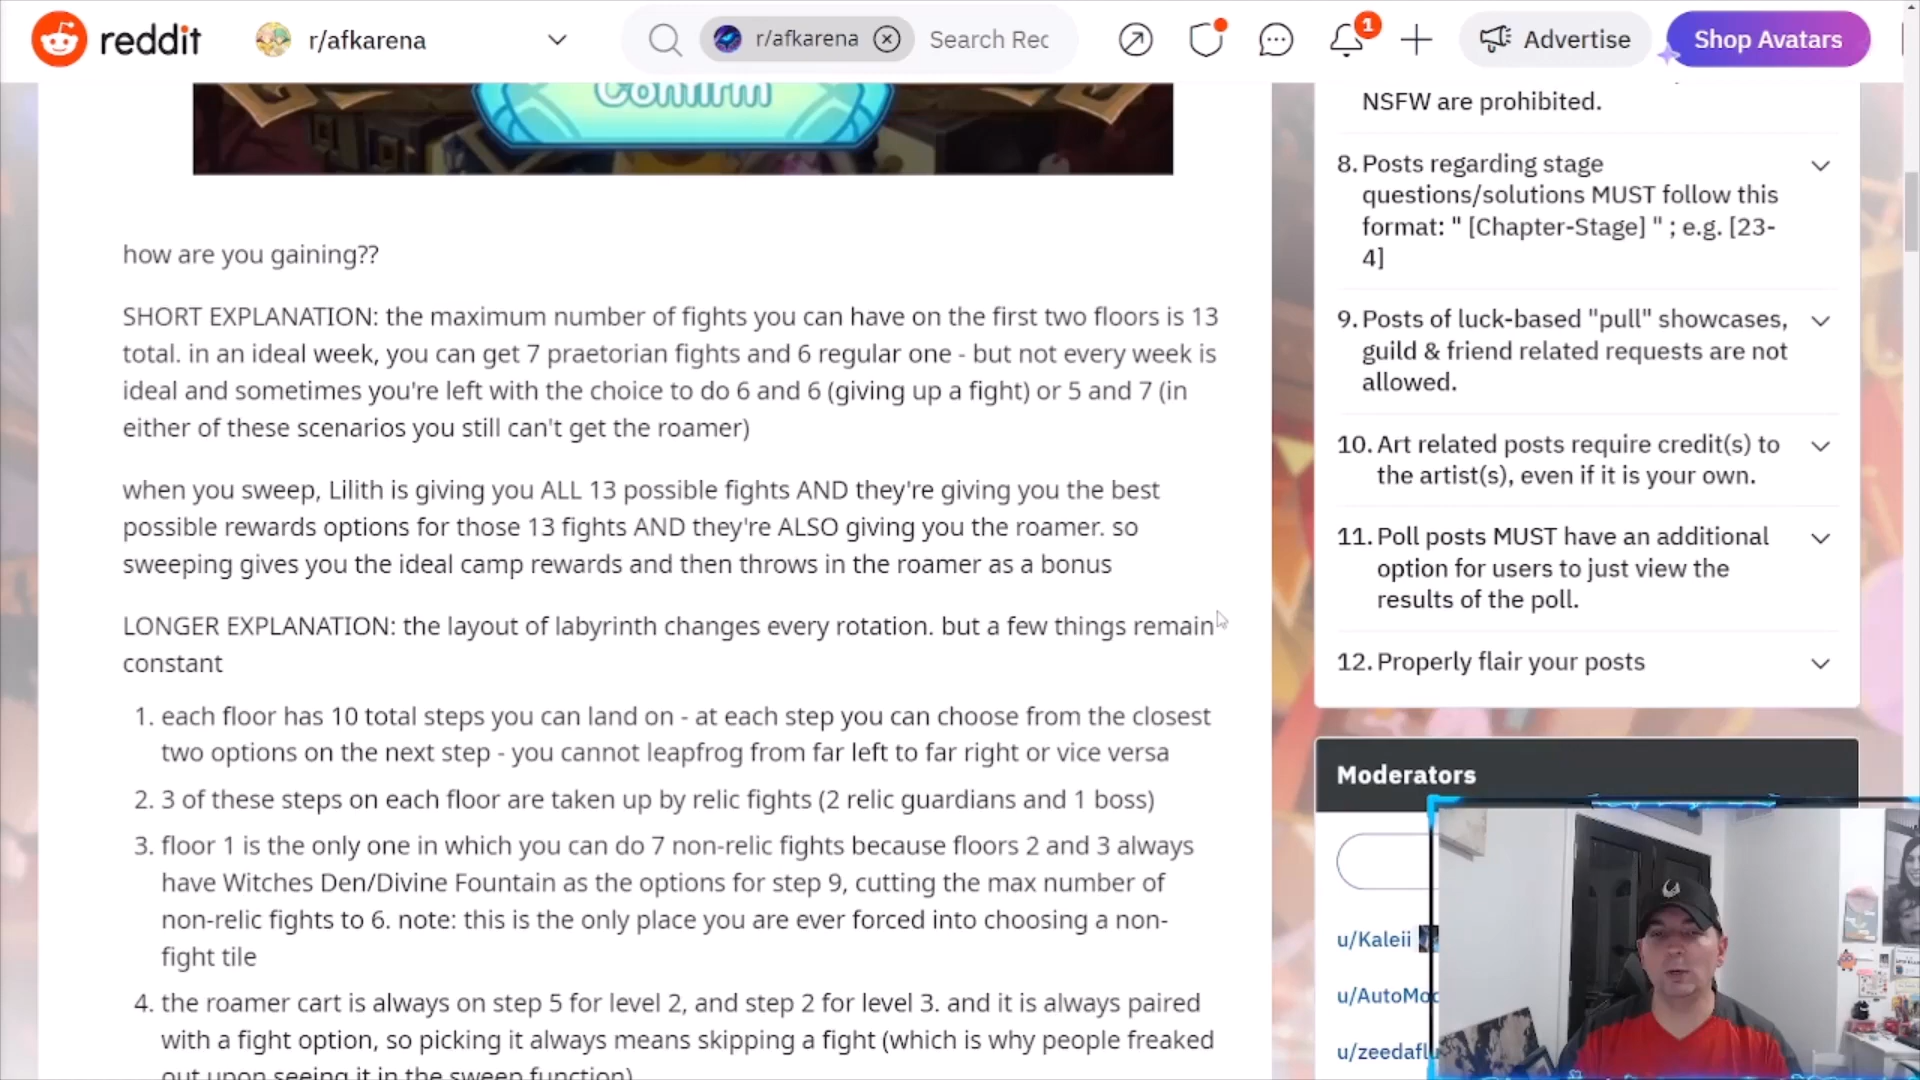 reddit
r/afkarena
r/afkarena
Search Rec
1
Advertise
Shop Avatars
Confirm
how are you gaining??
SHORT EXPLANATION: the maximum number of fights you can have on the first two floors is 13
total. in an ideal week, you can get 7 praetorian fights and 6 regular one - but not every week is
ideal and sometimes you're left with the choice to do 6 and 6 (giving up a fight) or 5 and 7 (in
either of these scenarios you still can't get the roamer)
when you sweep, Lilith is giving you ALL 13 possible fights AND they're giving you the best
possible rewards options for those 13 fights AND they're ALSO giving you the roamer. so
sweeping gives you the ideal camp rewards and then throws in the roamer as a bonus
LONGER EXPLANATION: the layout of labyrinth changes every rotation. but a few things remain
constant
1. each floor has 10 total steps you can land on - at each step you can choose from the closest
two options on the next step - you cannot leapfrog from far left to far right or vice versa
2. 3 of these steps on each floor are taken up by relic fights (2 relic guardians and 1 boss)
3. floor 1 is the only one in which you can do 7 non-relic fights because floors 2 and 3 always
have Witches Den/Divine Fountain as the options for step 9, cutting the max number of
non-relic fights to 6. note: this is the only place you are ever forced into choosing a non-
fight tile
4. the roamer cart is always on step 5 for level 2, and step 2 for level 3. and it is always paired
with a fight option, so picking it always means skipping a fight (which is why people freaked
out upon seeing it in the sweep function)
NSFW are prohibited.
8. Posts regarding stage
questions/solutions MUST follow this
format: " [Chapter-Stage] " ; e.g. [23-
4]
9. Posts of luck-based "pull" showcases,
guild & friend related requests are not
allowed.
10. Art related posts require credit(s) to
the artist(s), even if it is your own.
11. Poll posts MUST have an additional
option for users to just view the
results of the poll.
12. Properly flair your posts
Moderators
u/Kaleii
u/AutoMod
u/zeedafl